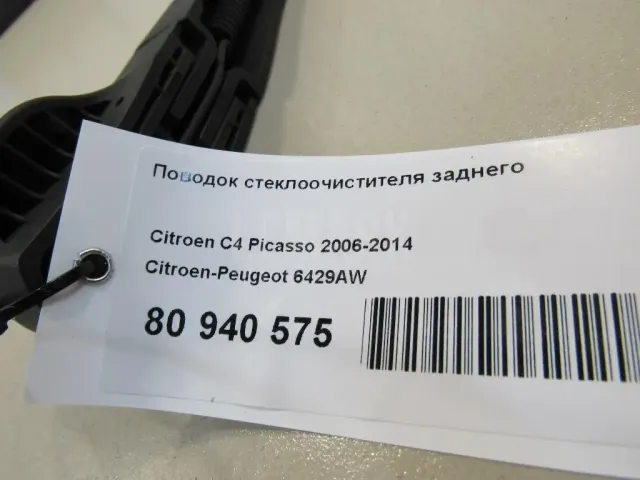 Поводок стеклоочистителя заднего
Citroen C4 Picasso 2006-2014
Citroen-Peugeot 6429AW
80 940 575